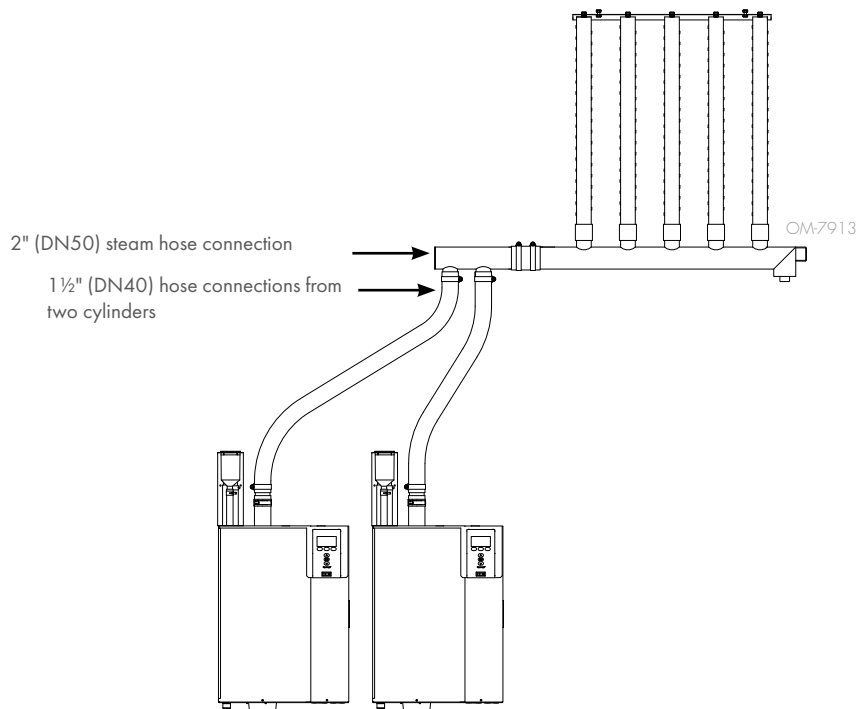 OM-7913
2" (DN50) steam hose connection
1½" (DN40) hose connections from
two cylinders